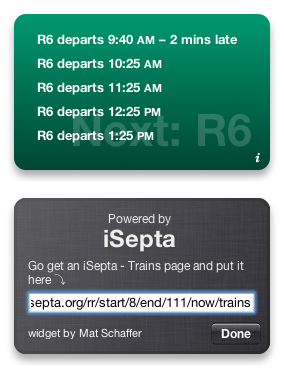 R6 departs 9:40 AM – 2 mins late
R6 departs 10:25 AM
R6 departs 11:25 AM
R6 departs 12:25 PM
R6 departs 1:25 PM
Next: R6
i
Powered by
iSepta
Go get an iSepta - Trains page and put it
here ⤵
septa.org/rr/start/8/end/111/now/trains
widget by Mat Schaffer
Done